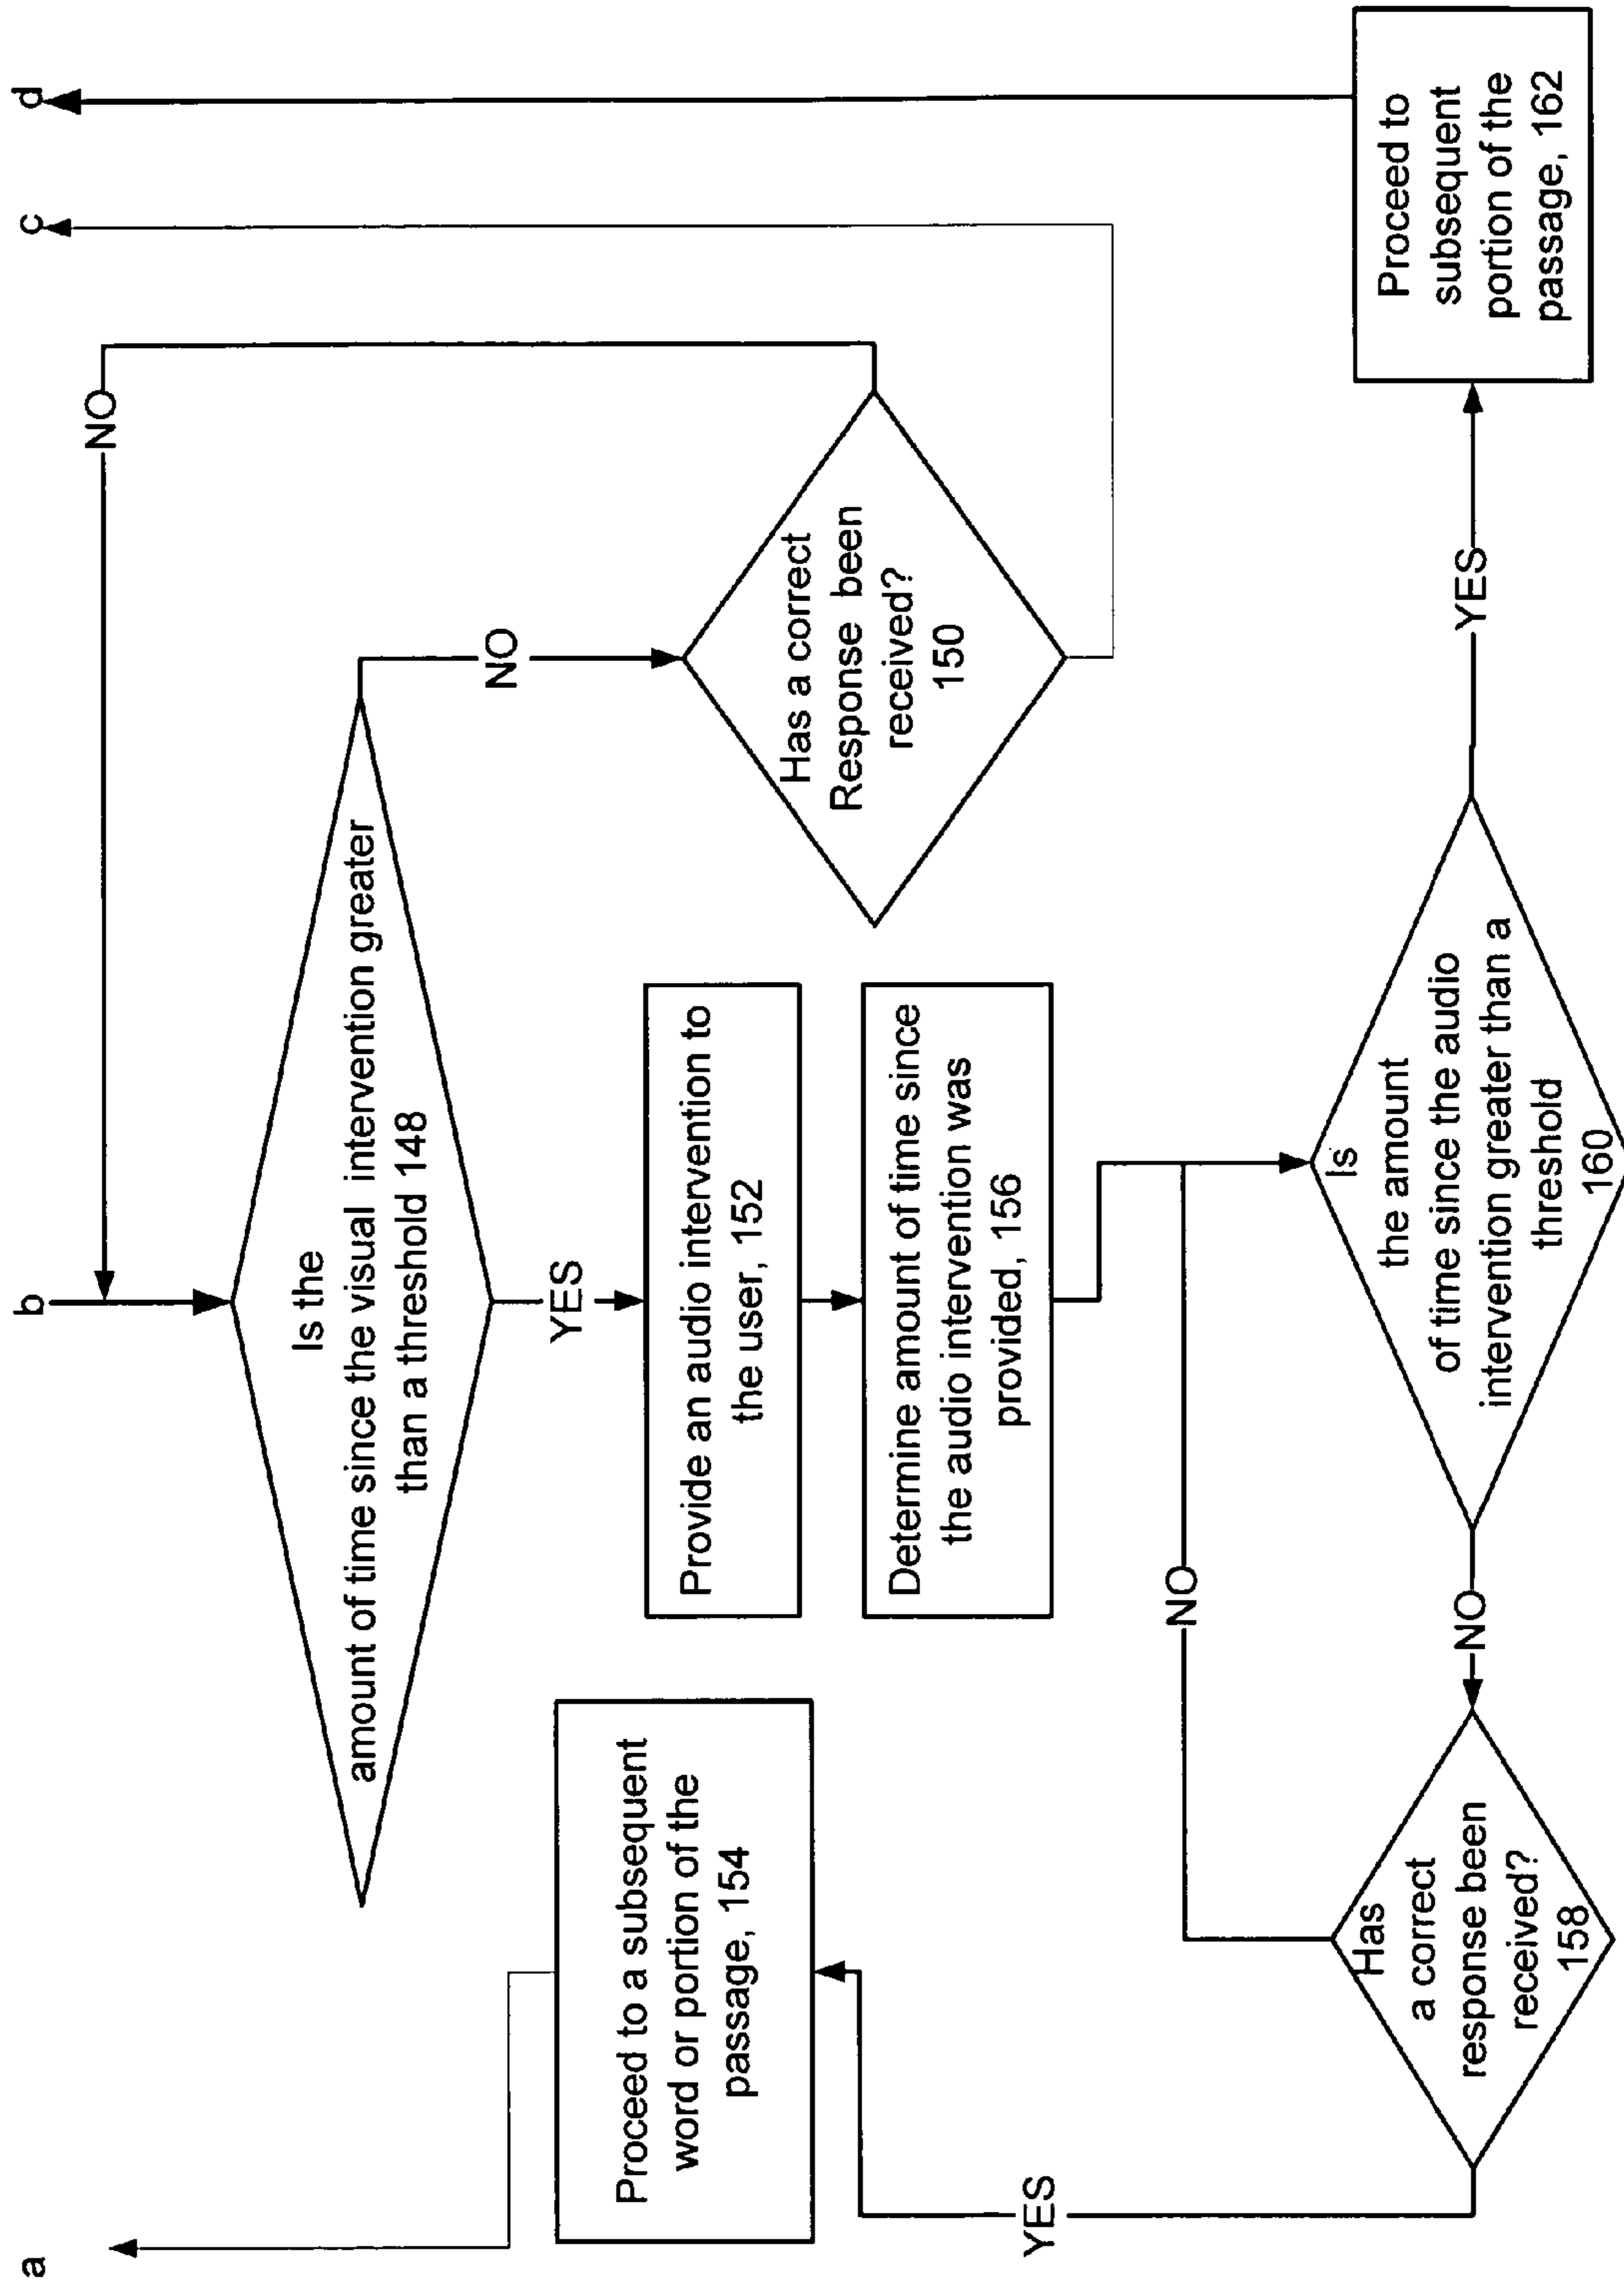 a
b
c
d
NO
Is the
amount of time since the visual intervention greater
than a threshold 148
NO
Has a correct
Response been
received?
150
YES
Proceed to a subsequent
word or portion of the
passage, 154
Provide an audio intervention to
the user, 152
Determine amount of time since
the audio intervention was
provided, 156
NO
YES
Has
a correct
response been
received?
158
NO
Is
the amount
of time since the audio
intervention greater than a
threshold
160
YES
Proceed to
subsequent
portion of the
passage, 162